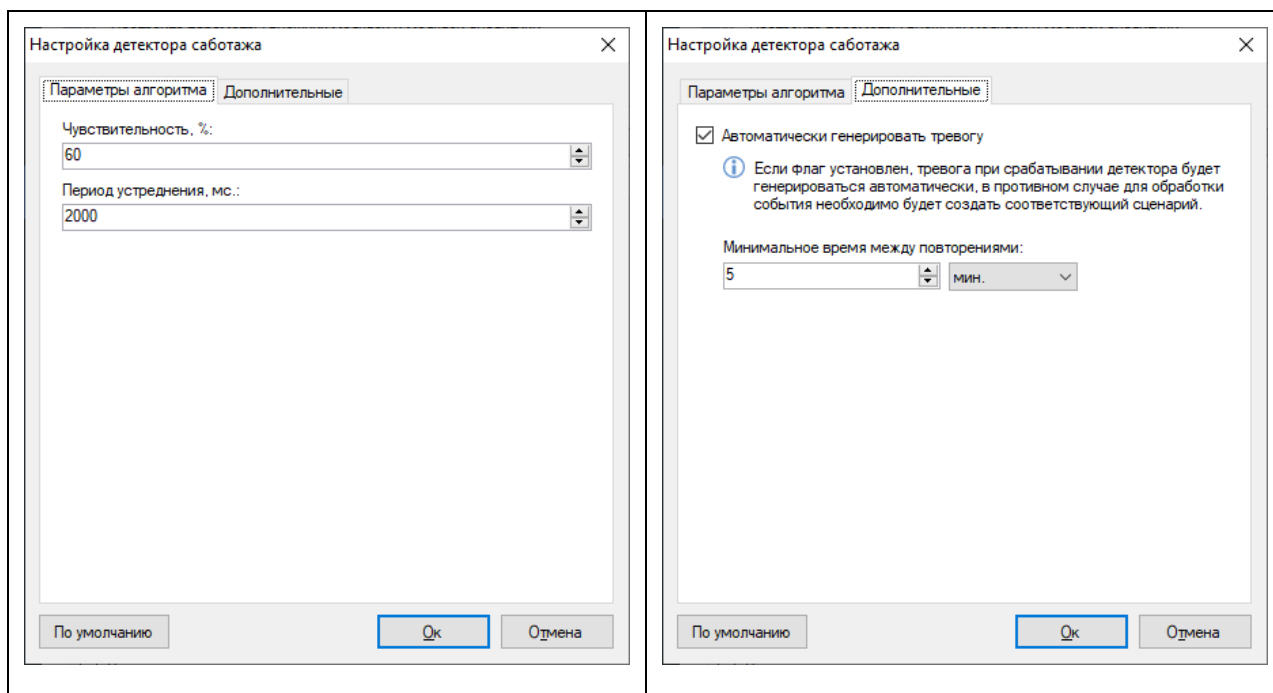 Настройка детектора саботажа
Параметры алгоритма
Дополнительные
Чувствительность, %:
60
Период устреднения, мс.:
2000
По умолчанию
Ок
Отмена
Настройка детектора саботажа
Параметры алгоритма
Дополнительные
Автоматически генерировать тревогу
Если флаг установлен, тревога при срабатывании детектора будет
генерироваться автоматически, в противном случае для обработки
события необходимо будет создать соответствующий сценарий.
Минимальное время между повторениями:
5
мин.
По умолчанию
Ок
Отмена